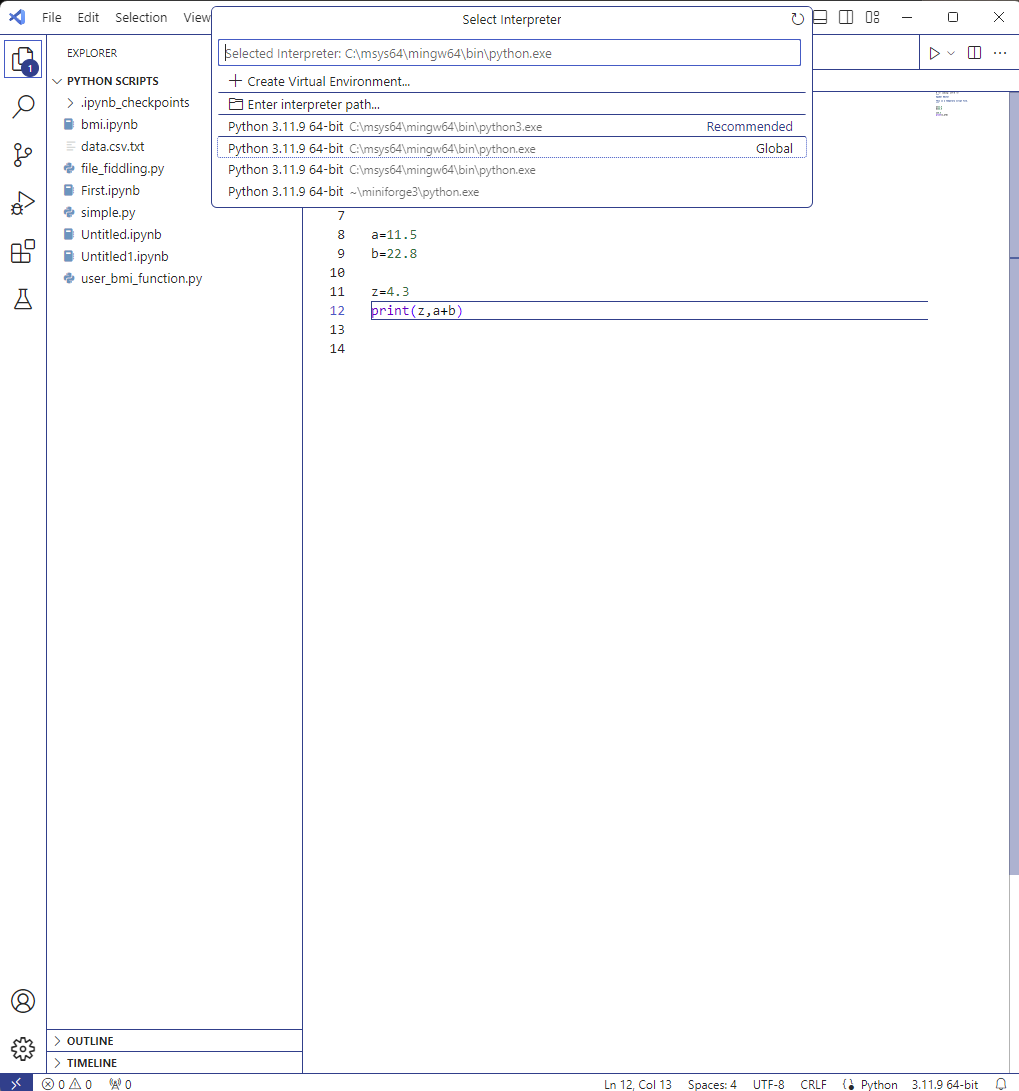 File Edit Selection View
Select Interpreter
Selected Interpreter: C:\msys64\mingw64\bin\python.exe
Create Virtual Environment...
Enter interpreter path...
Python 3.11.9 64-bit C:\msys64\mingw64\bin\python3.exe Recommended
Python 3.11.9 64-bit C:\msys64\mingw64\bin\python.exe Global
Python 3.11.9 64-bit C:\msys64\mingw64\bin\python.exe
Python 3.11.9 64-bit ~\miniforge3\python.exe
1
EXPLORER
PYTHON SCRIPTS
.ipynb_checkpoints
bmi.ipynb
data.csv.txt
file_fiddling.py
First.ipynb
simple.py
Untitled.ipynb
Untitled1.ipynb
user_bmi_function.py
7
8 a=11.5
9 b=22.8
10
11 z=4.3
12 print(z,a+b)
13
14
OUTLINE
TIMELINE
0 0 0 Ln 12, Col 13 Spaces: 4 UTF-8 CRLF Python 3.11.9 64-bit